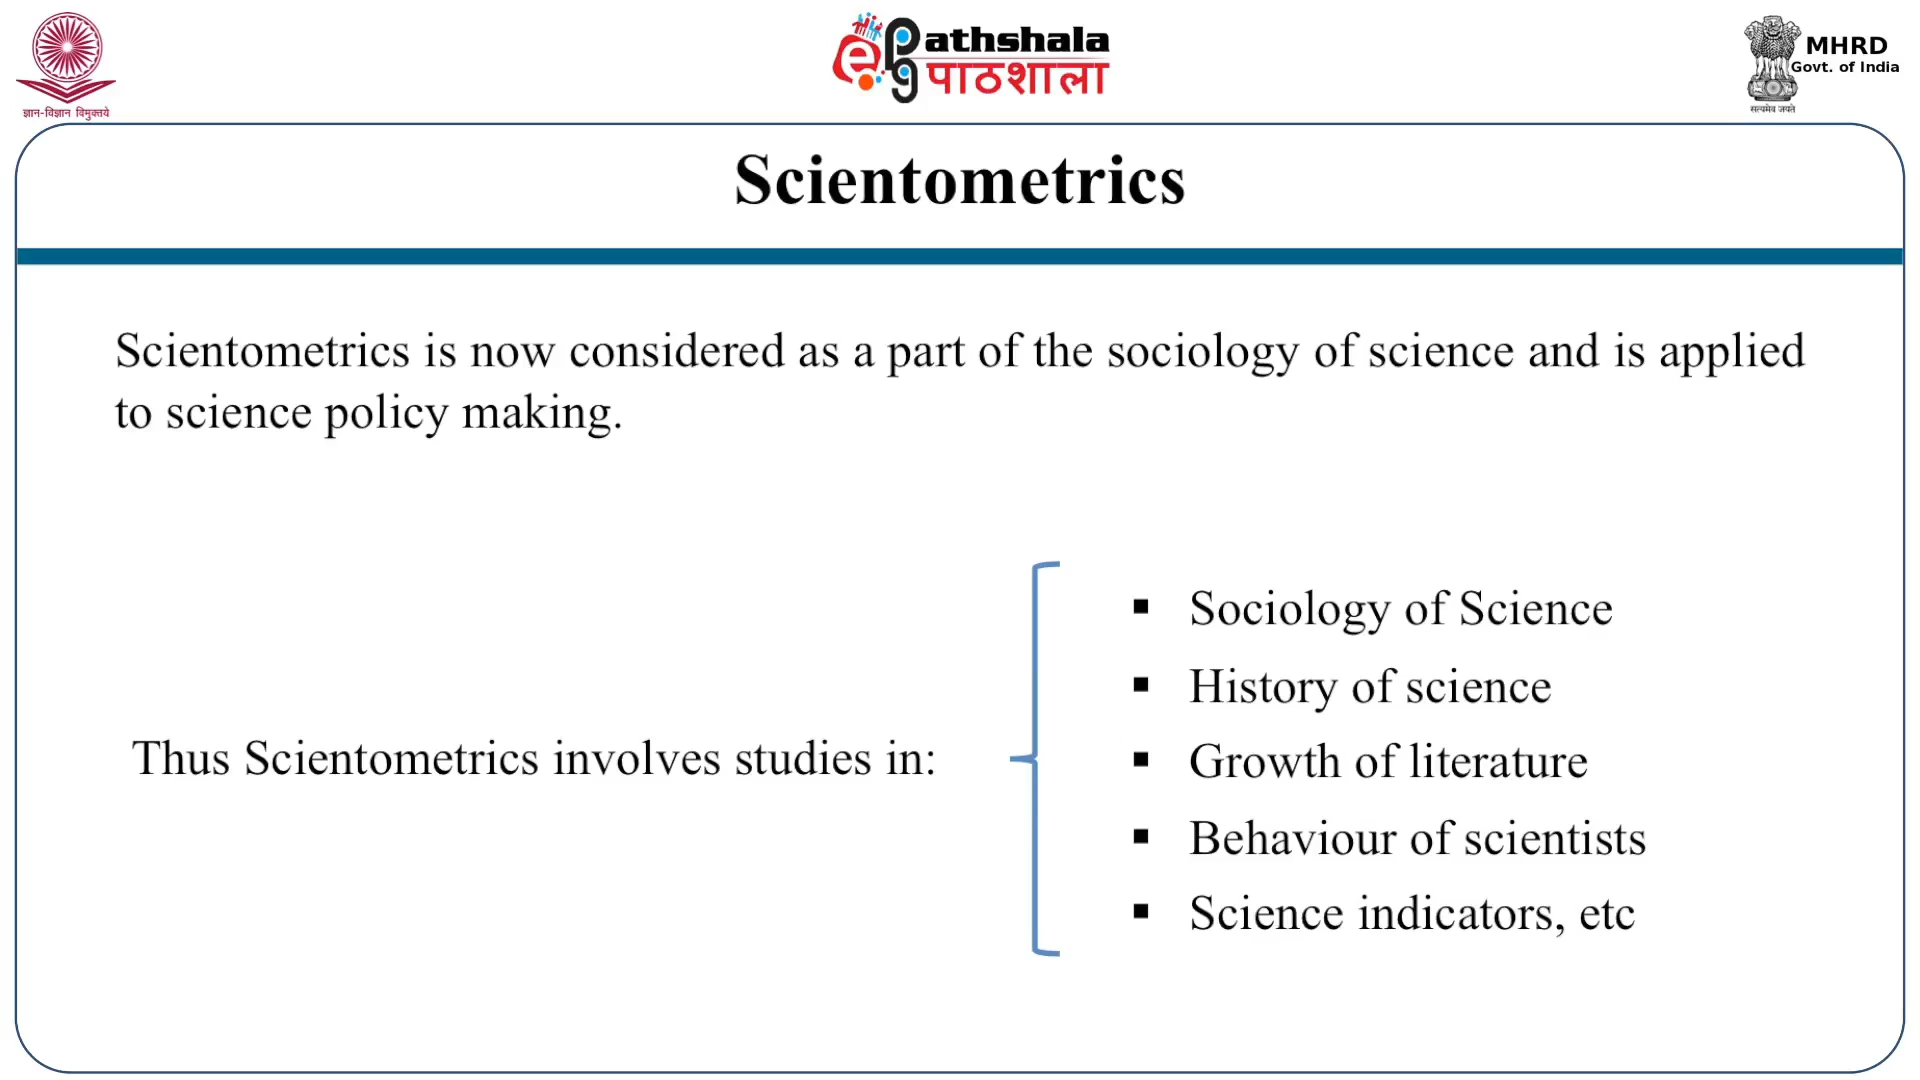 ज्ञान-विज्ञान विमुक्तये
ePathshala
पाठशाला
MHRD
Govt. of India
सत्यमेव जयते
Scientometrics
Scientometrics is now considered as a part of the sociology of science and is applied
to science policy making.
Thus Scientometrics involves studies in:
▪ Sociology of Science
▪ History of science
▪ Growth of literature
▪ Behaviour of scientists
▪ Science indicators, etc